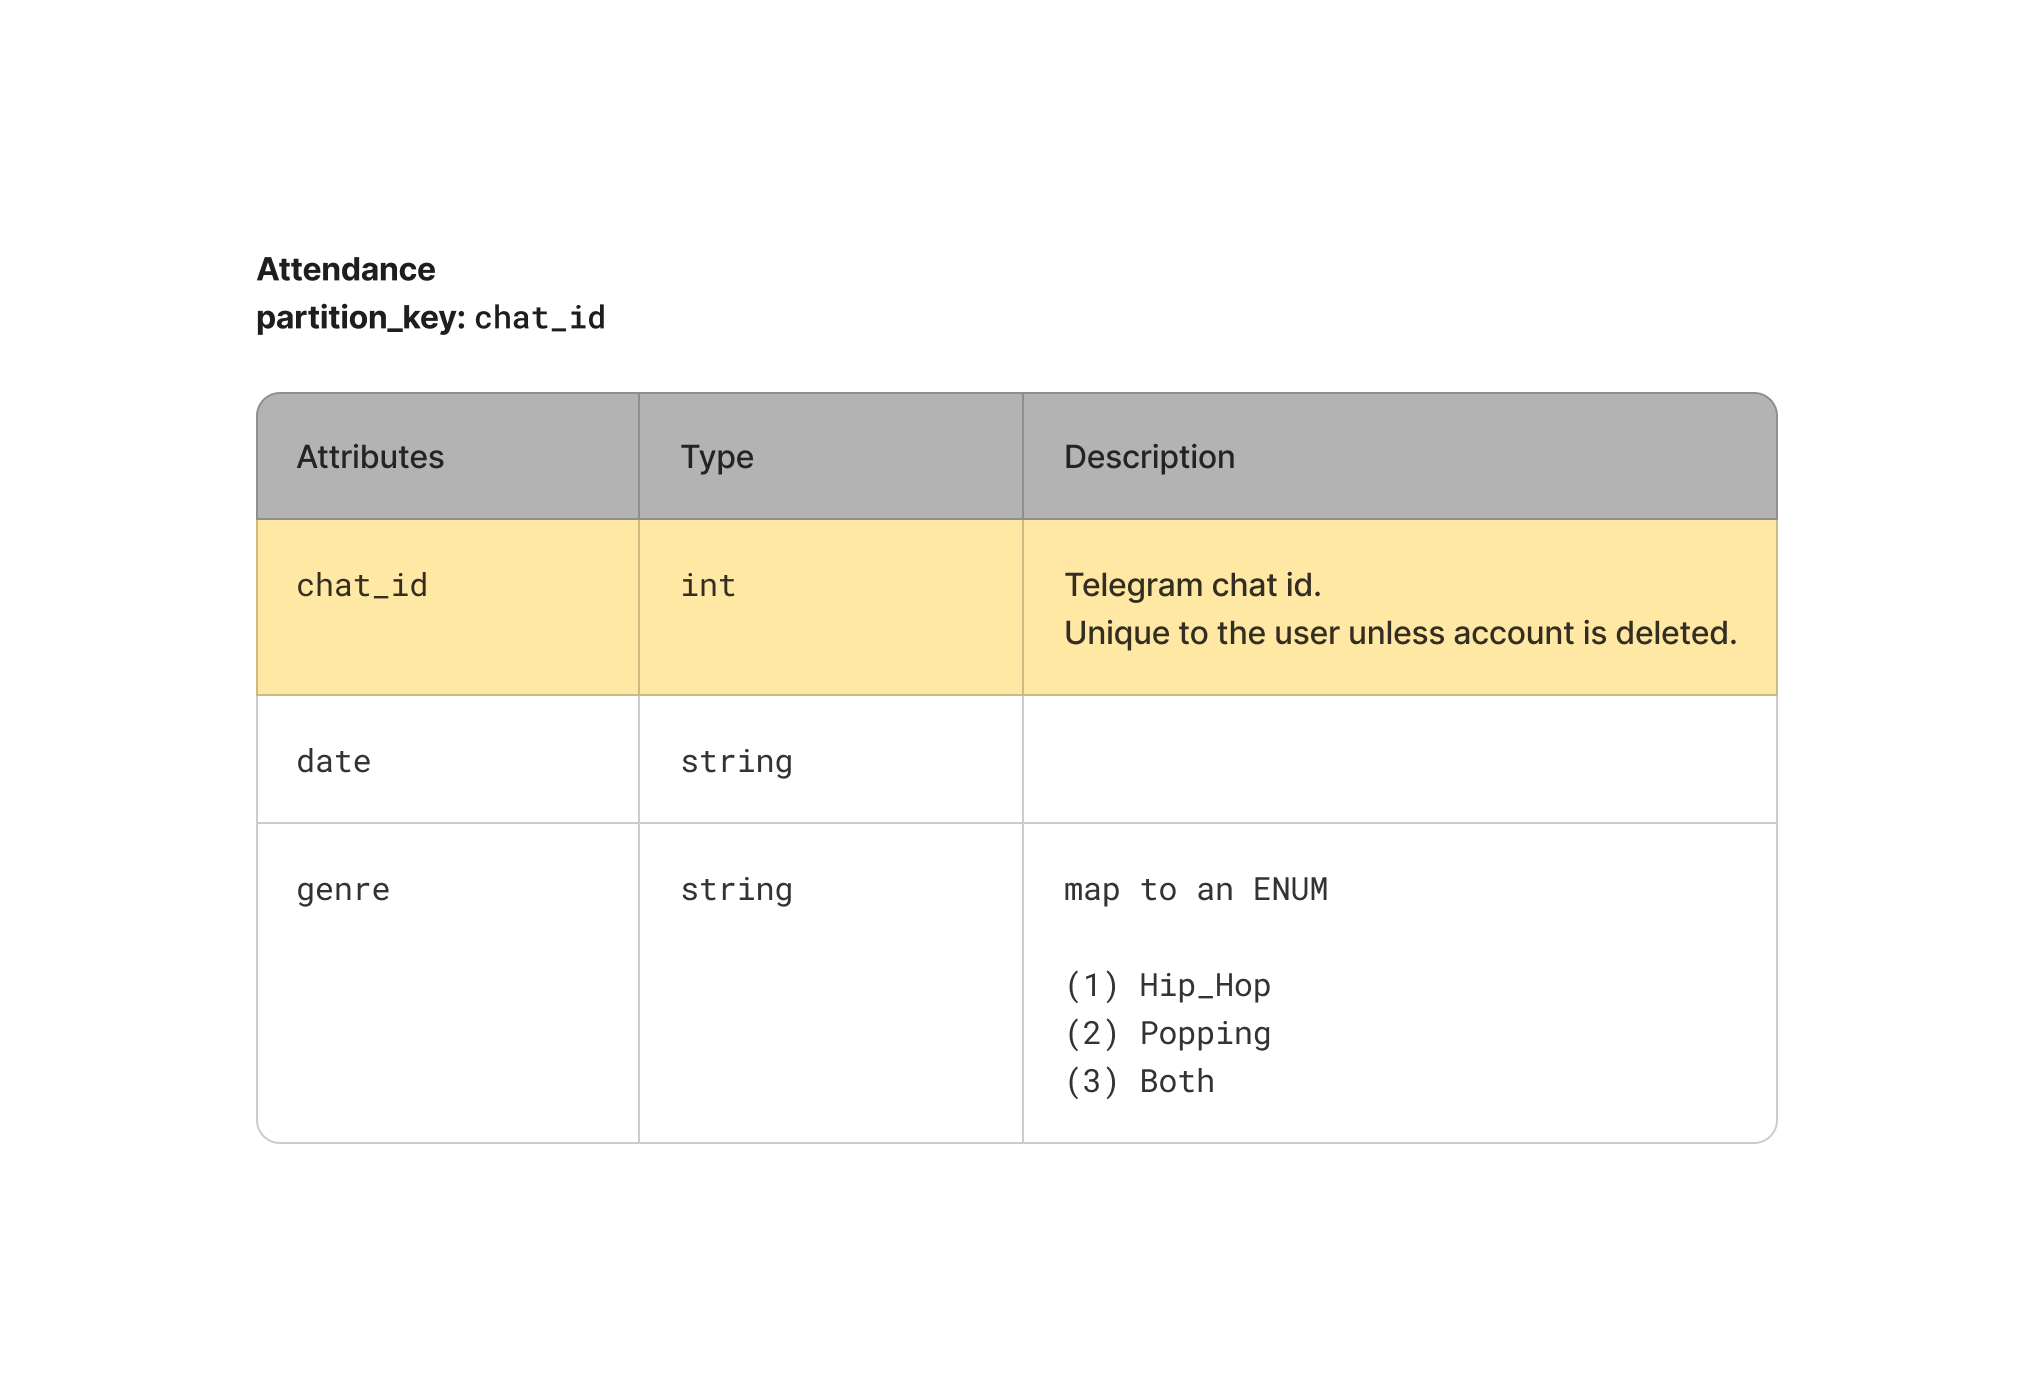 Attendance
partition_key: chat_id
Attributes Type Description
chat_id int Telegram chat id.
Unique to the user unless account is deleted.
date string
genre string map to an ENUM
(1) Hip_Hop
(2) Popping
(3) Both